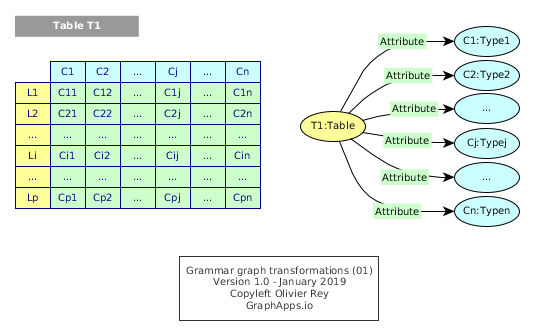 Table T1
C1 C2 ... Cj ... Cn
L1 C11 C12 ... C1j ... C1n
L2 C21 C22 ... C2j ... C2n
... ... ... ... ... ... ...
Li Ci1 Ci2 ... Cij ... Cin
... ... ... ... ... ... ...
Lp Cp1 Cp2 ... Cpj ... Cpn
T1:Table
Attribute C1:Type1
Attribute C2:Type2
Attribute ...
Attribute Cj:Typej
Attribute ...
Attribute Cn:Typen
Grammar graph transformations (01)
Version 1.0 - January 2019
Copyleft Olivier Rey
GraphApps.io